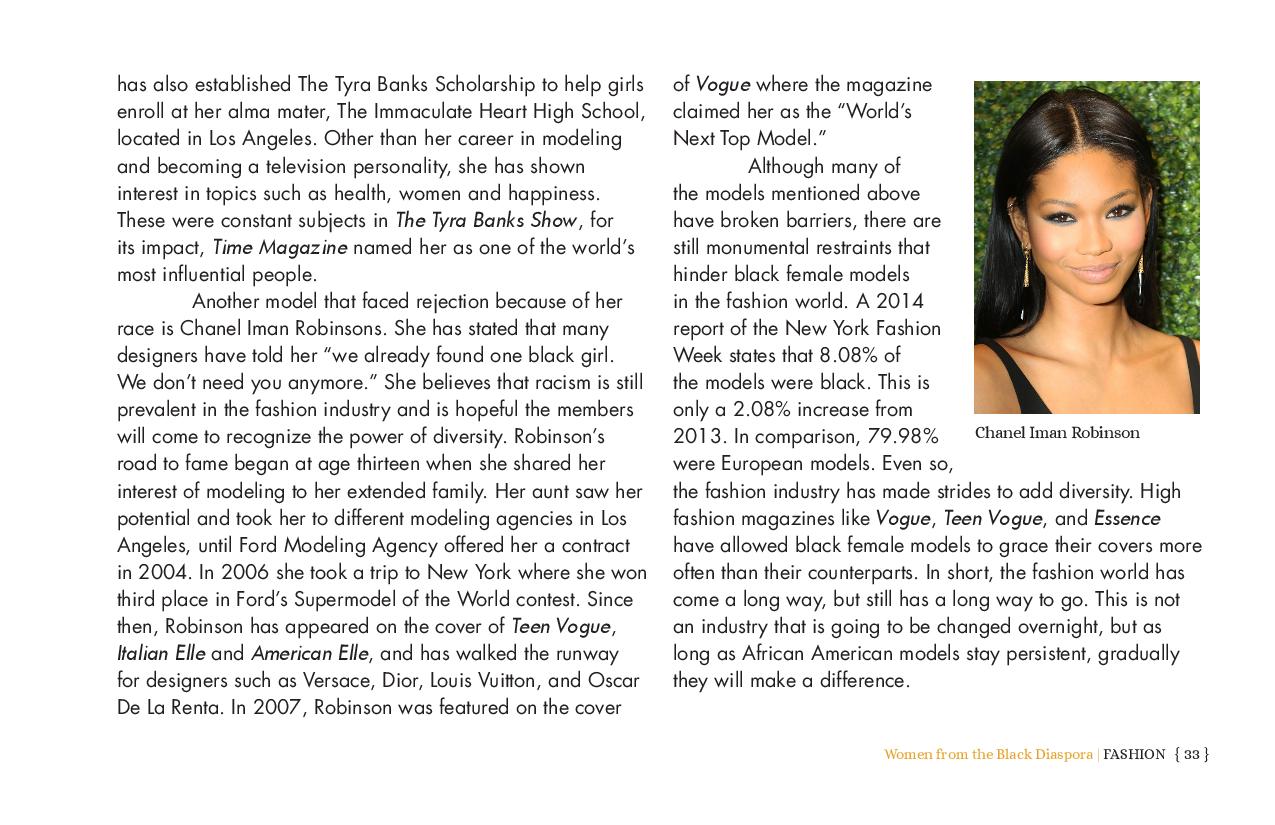 has also established The Tyra Banks Scholarship to help girls
enroll at her alma mater, The Immaculate Heart High School,
located in Los Angeles. Other than her career in modeling
and becoming a television personality, she has shown
interest in topics such as health, women and happiness.
These were constant subjects in The Tyra Banks Show, for
its impact, Time Magazine named her as one of the world's
most influential people.
Another model that faced rejection because of her
race is Chanel Iman Robinsons. She has stated that many
designers have told her “we already found one black girl.
We don't need you anymore.” She believes that racism is still
prevalent in the fashion industry and is hopeful the members
will come to recognize the power of diversity. Robinson's
road to fame began at age thirteen when she shared her
interest of modeling to her extended family. Her aunt saw her
potential and took her to different modeling agencies in Los
Angeles, until Ford Modeling Agency offered her a contract
in 2004. In 2006 she took a trip to New York where she won
third place in Ford's Supermodel of the World contest. Since
then, Robinson has appeared on the cover of Teen Vogue,
Italian Elle and American Elle, and has walked the runway
for designers such as Versace, Dior, Louis Vuitton, and Oscar
De La Renta. In 2007, Robinson was featured on the cover
of Vogue where the magazine
claimed her as the “World's
Next Top Model.”
Although many of
the models mentioned above
have broken barriers, there are
still monumental restraints that
hinder black female models
in the fashion world. A 2014
report of the New York Fashion
Week states that 8.08% of
the models were black. This is
only a 2.08% increase from
2013. In comparison, 79.98%
were European models. Even so,
the fashion industry has made strides to add diversity. High
fashion magazines like Vogue, Teen Vogue, and Essence
have allowed black female models to grace their covers more
often than their counterparts. In short, the fashion world has
come a long way, but still has a long way to go. This is not
an industry that is going to be changed overnight, but as
long as African American models stay persistent, gradually
they will make a difference.
Chanel Iman Robinson
Women from the Black Diaspora | FASHION { 33 }